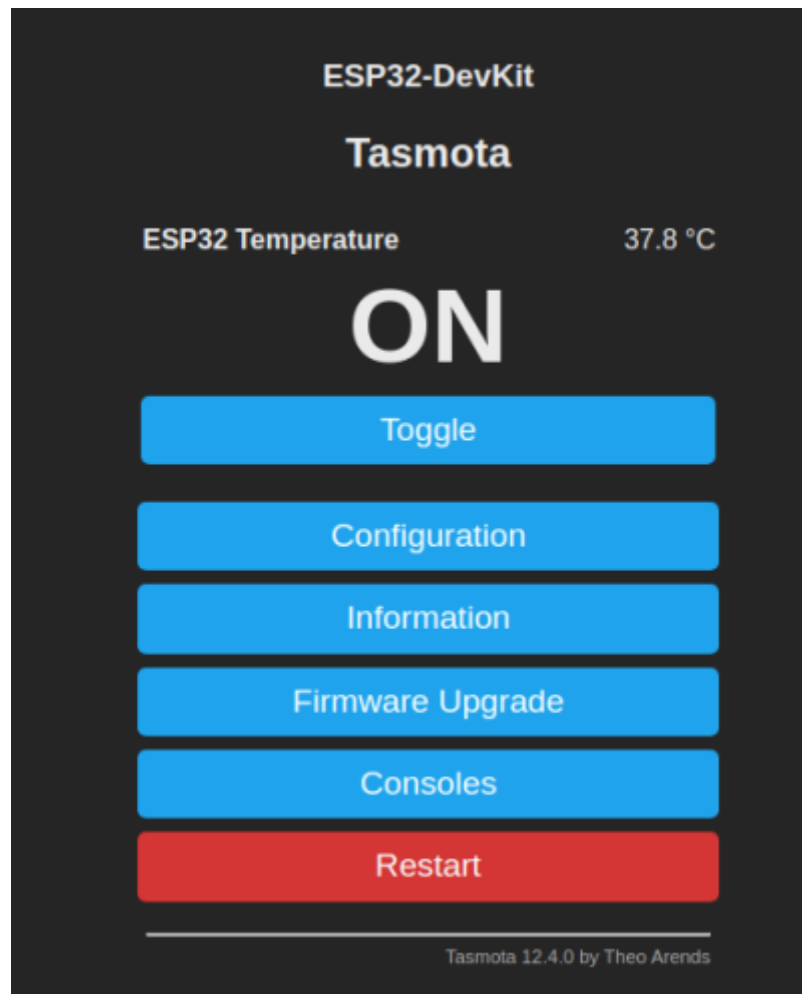 ESP32-DevKit
Tasmota
ESP32 Temperature 37.8 °C
ON
Toggle
Configuration
Information
Firmware Upgrade
Consoles
Restart
Tasmota 12.4.0 by Theo Arends